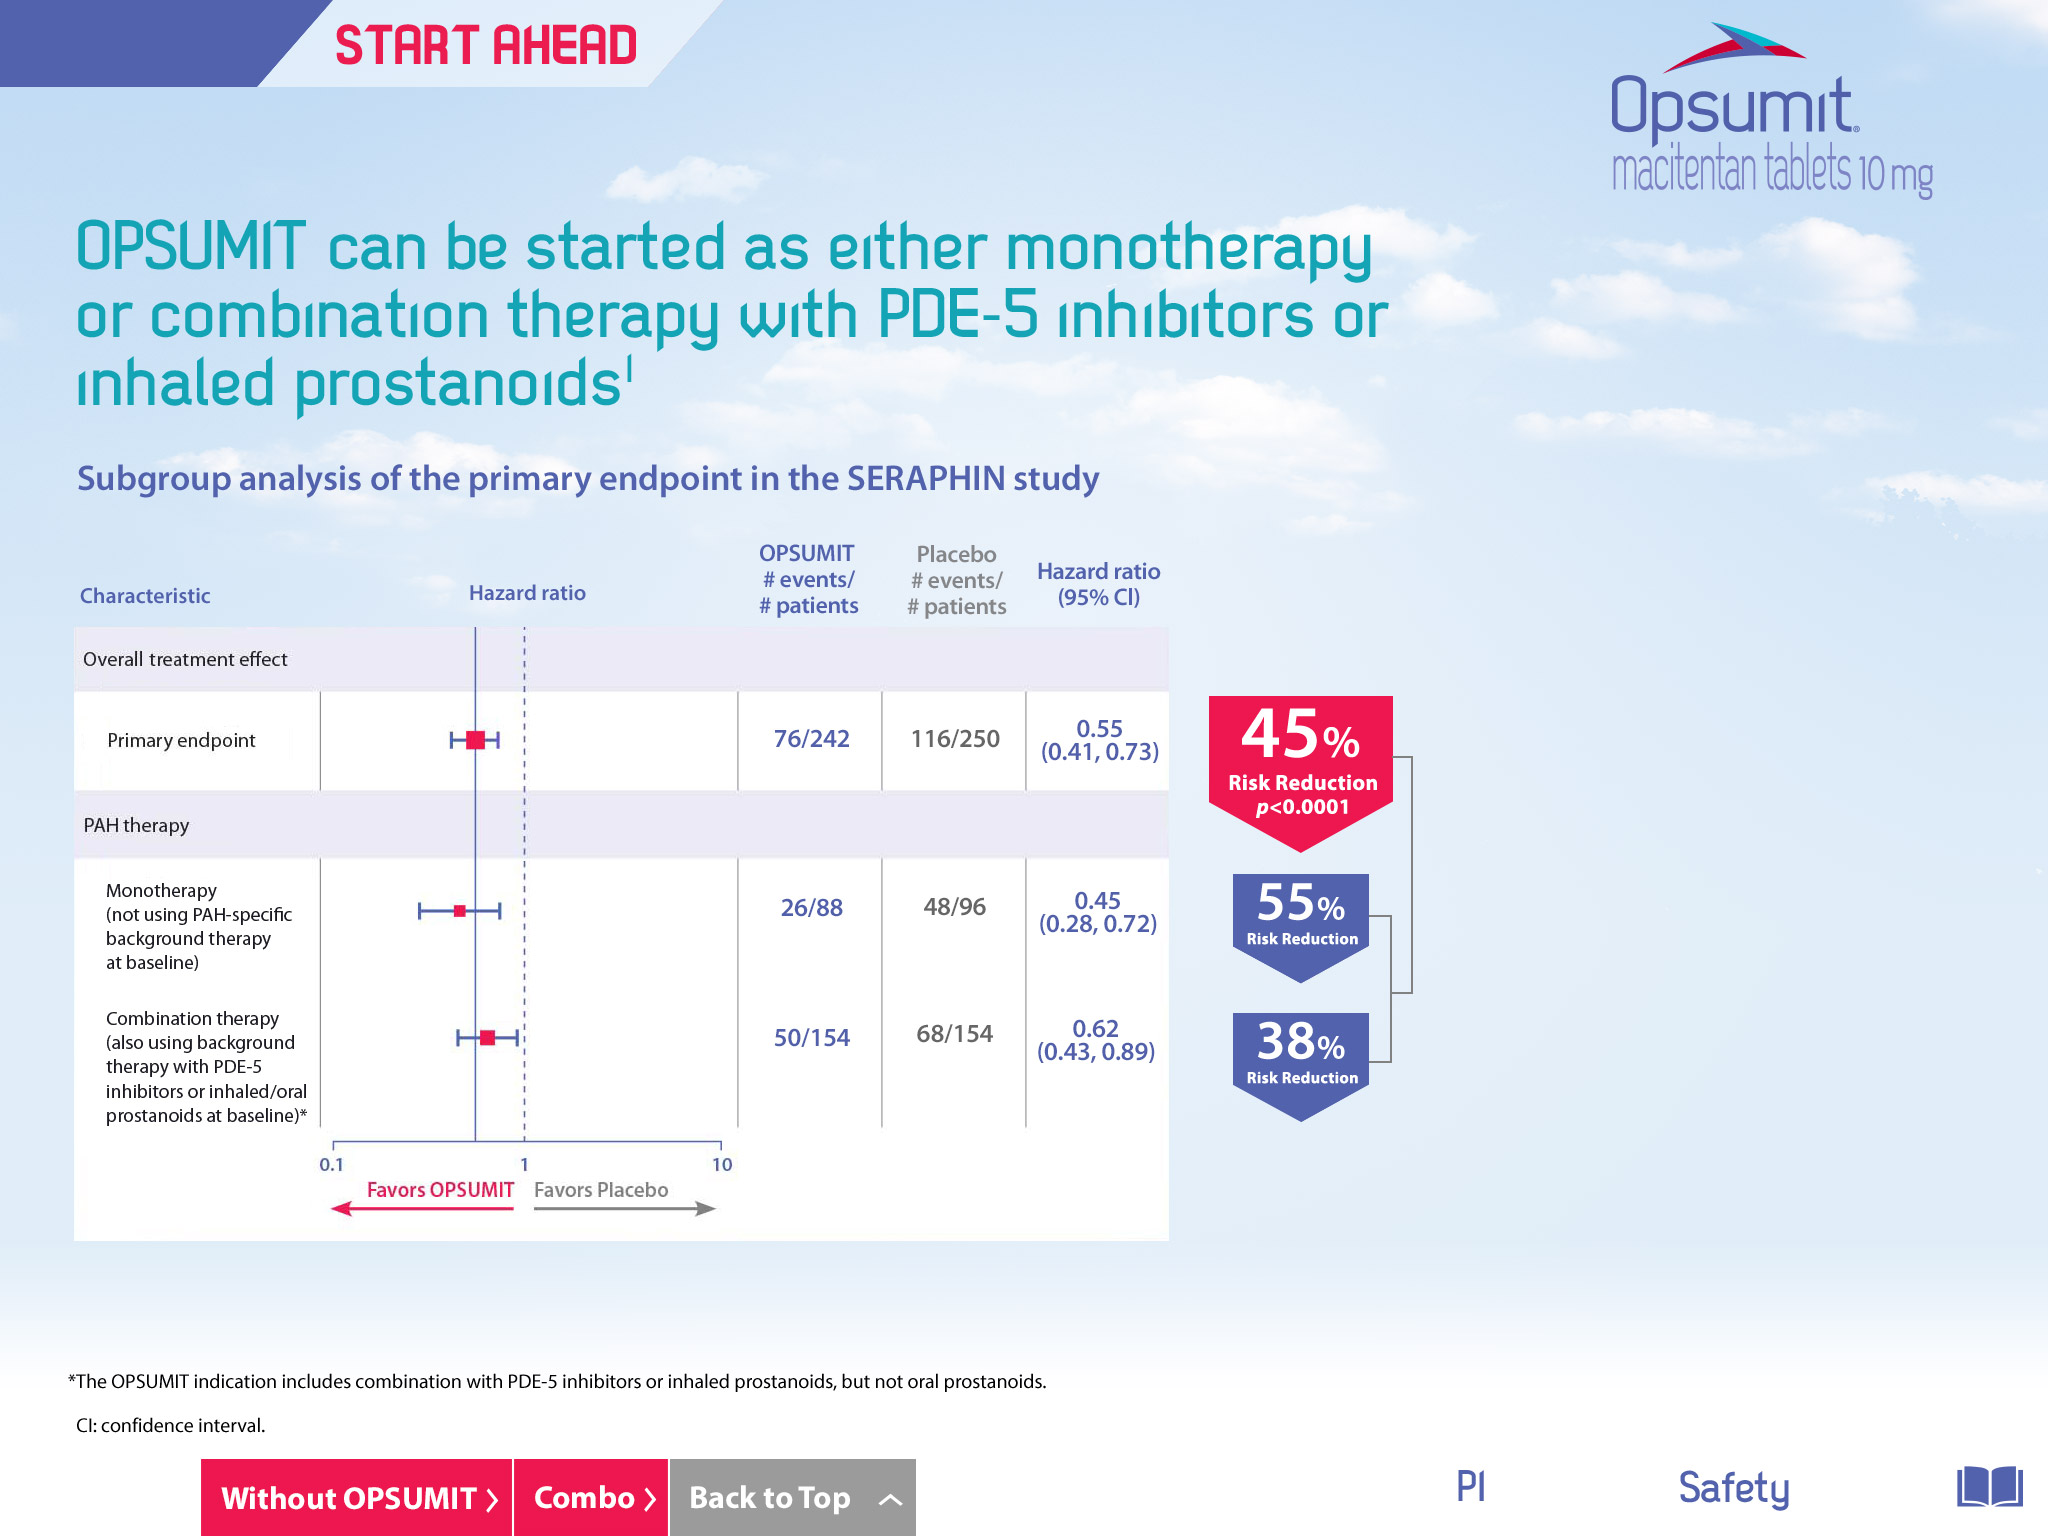 START AHEAD
Opsumit®
macitentan tablets 10 mg
OPSUMIT can be started as either monotherapy
or combination therapy with PDE-5 inhibitors or
inhaled prostanoids¹
Subgroup analysis of the primary endpoint in the SERAPHIN study
Characteristic
Hazard ratio
OPSUMIT
# events/
# patients
Placebo
# events/
# patients
Hazard ratio
(95% CI)
Overall treatment effect
Primary endpoint
76/242
116/250
0.55
(0.41, 0.73)
45%
Risk Reduction
p<0.0001
PAH therapy
Monotherapy
(not using PAH-specific
background therapy
at baseline)
26/88
48/96
0.45
(0.28, 0.72)
55%
Risk Reduction
Combination therapy
(also using background
therapy with PDE-5
inhibitors or inhaled/oral
prostanoids at baseline)*
50/154
68/154
0.62
(0.43, 0.89)
38%
Risk Reduction
0.1 1 10
Favors OPSUMIT Favors Placebo
*The OPSUMIT indication includes combination with PDE-5 inhibitors or inhaled prostanoids, but not oral prostanoids.
CI: confidence interval.
Without OPSUMIT >
Combo >
Back to Top
PI
Safety